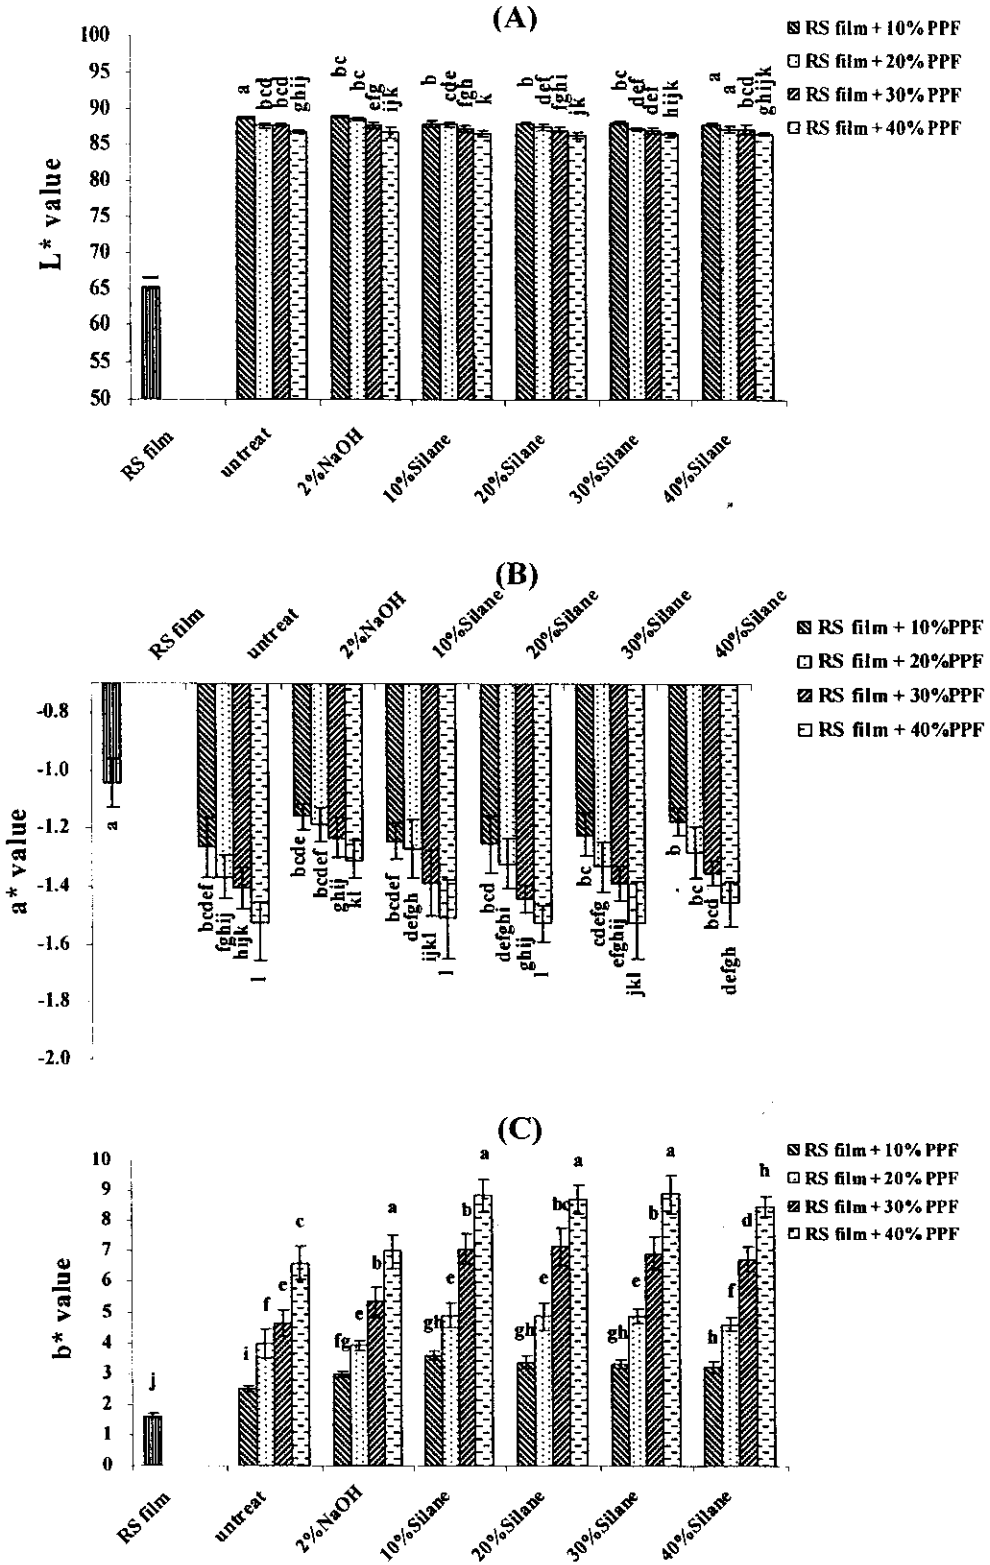 (A)
RS film + 10% PPF
RS film + 20% PPF
RS film + 30% PPF
RS film + 40% PPF
L* value
100
95
90
85
80
75
70
65
60
55
50
l
a
bcd
bcd
ghij
bc
bc
efg
ijk
b
cde
fgh
k
b
def
fghi
jk
bc
def
def
hijk
a
a
bcd
ghijk
RS film
untreat
2%NaOH
10%Silane
20%Silane
30%Silane
40%Silane
(B)
RS film
untreat
2%NaOH
10%Silane
20%Silane
30%Silane
40%Silane
RS film + 10%PPF
RS film + 20%PPF
RS film + 30%PPF
RS film + 40%PPF
a* value
-0.8
-1.0
-1.2
-1.4
-1.6
-1.8
-2.0
a
bcdef
fghij
hijk
l
bcde
bcdef
ghij
kl
bcdef
defgh
ijkl
l
bcd
defghi
ghij
l
bc
cdefg
efghij
jkl
b
bc
bcd
defgh
(C)
RS film + 10% PPF
RS film + 20% PPF
RS film + 30% PPF
RS film + 40% PPF
b* value
10
9
8
7
6
5
4
3
2
1
0
j
i
f
e
c
fg
e
b
a
gh
e
b
a
gh
e
bc
a
gh
e
b
a
h
f
d
h
RS film
untreat
2%NaOH
10%Silane
20%Silane
30%Silane
40%Silane